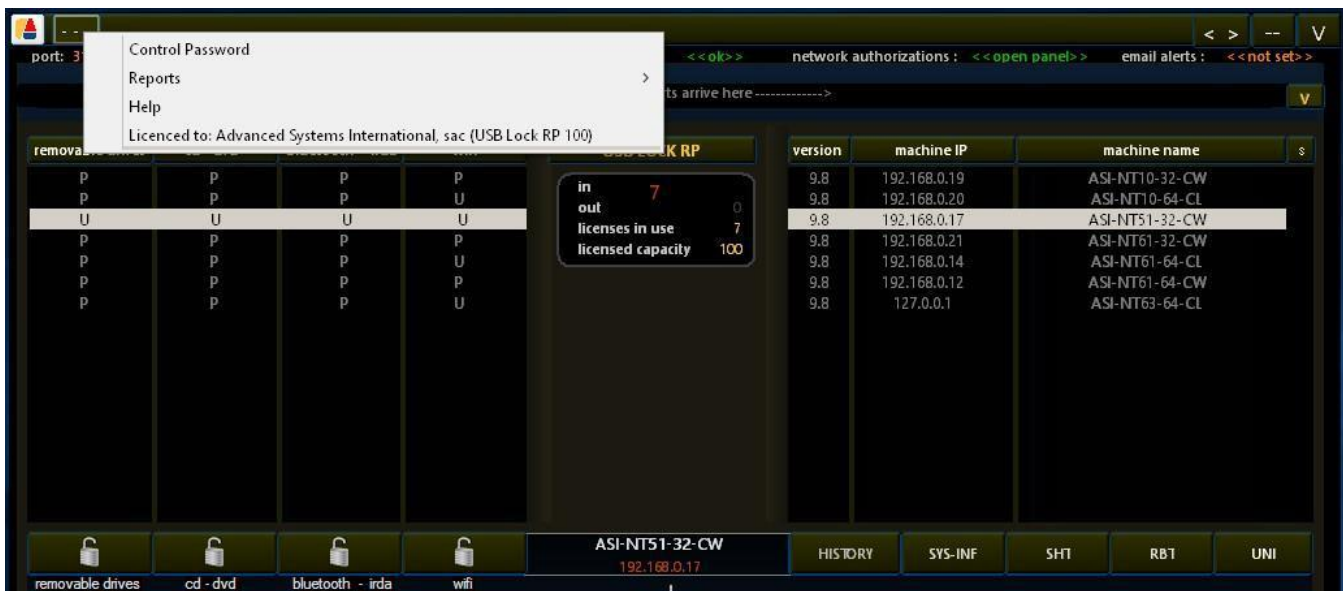 - - < > -- V
Control Password
Reports >
Help
Licenced to: Advanced Systems International, sac (USB Lock RP 100)
port: 3 <<ok>> network authorizations : <<open panel>> email alerts : <<not set>>
ts arrive here -------------> V
LOCK RP version machine IP machine name s
P P P P in 7 9.8 192.168.0.19 ASI-NT10-32-CW
P P P U out 0 9.8 192.168.0.20 ASI-NT10-64-CL
U U U U licenses in use 7 9.8 192.168.0.17 ASI-NT51-32-CW
P P P P licensed capacity 100 9.8 192.168.0.21 ASI-NT61-32-CW
P P P U 9.8 192.168.0.14 ASI-NT61-64-CL
P P P P 9.8 192.168.0.12 ASI-NT61-64-CW
P P P U 9.8 127.0.0.1 ASI-NT63-64-CL
ASI-NT51-32-CW HISTORY SYS-INF SHT RBT UNI
192.168.0.17
removable drives cd - dvd bluetooth - irda wifi